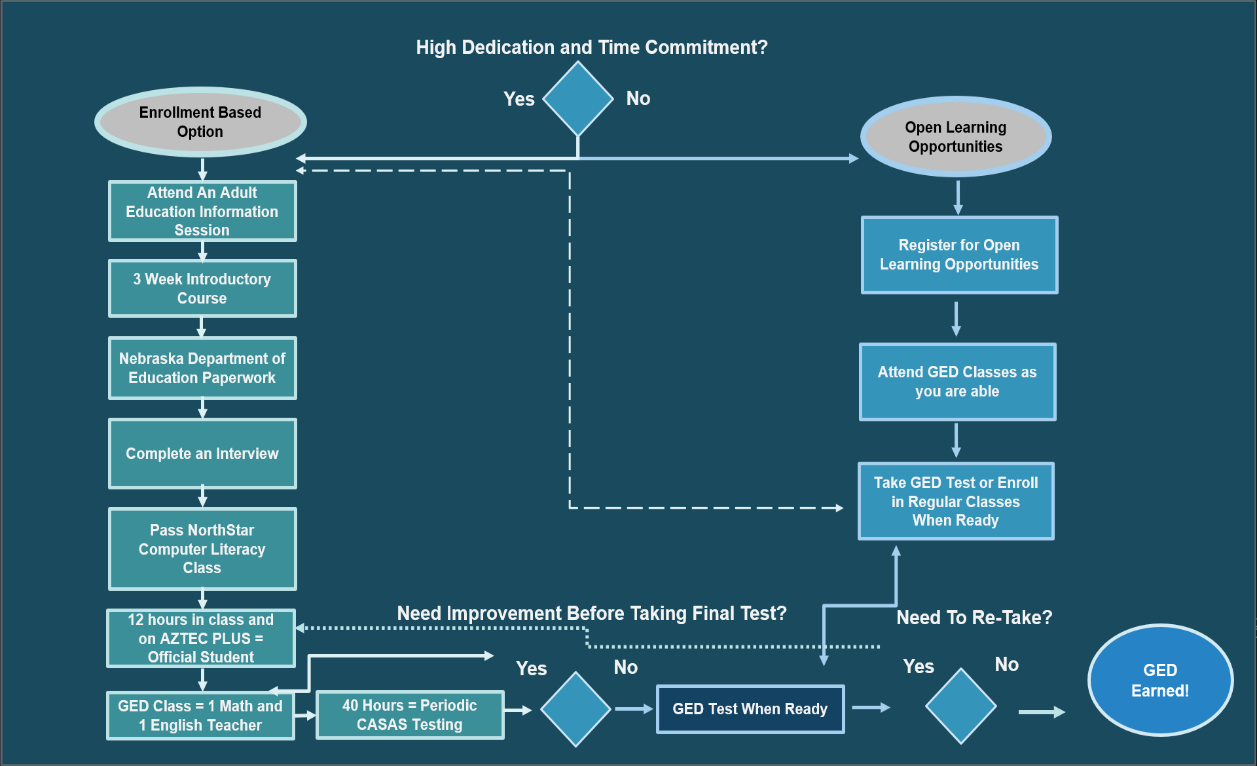 High Dedication and Time Commitment?
Yes
No
Enrollment Based
Option
Attend An Adult
Education Information
Session
3 Week Introductory
Course
Nebraska Department of
Education Paperwork
Complete an Interview
Pass NorthStar
Computer Literacy
Class
12 hours in class and
on AZTEC PLUS =
Official Student
GED Class = 1 Math and
1 English Teacher
40 Hours = Periodic
CASAS Testing
Need Improvement Before Taking Final Test?
Yes
No
GED Test When Ready
Open Learning
Opportunities
Register for Open
Learning Opportunities
Attend GED Classes as
you are able
Take GED Test or Enroll
in Regular Classes
When Ready
Need To Re-Take?
Yes
No
GED
Earned!